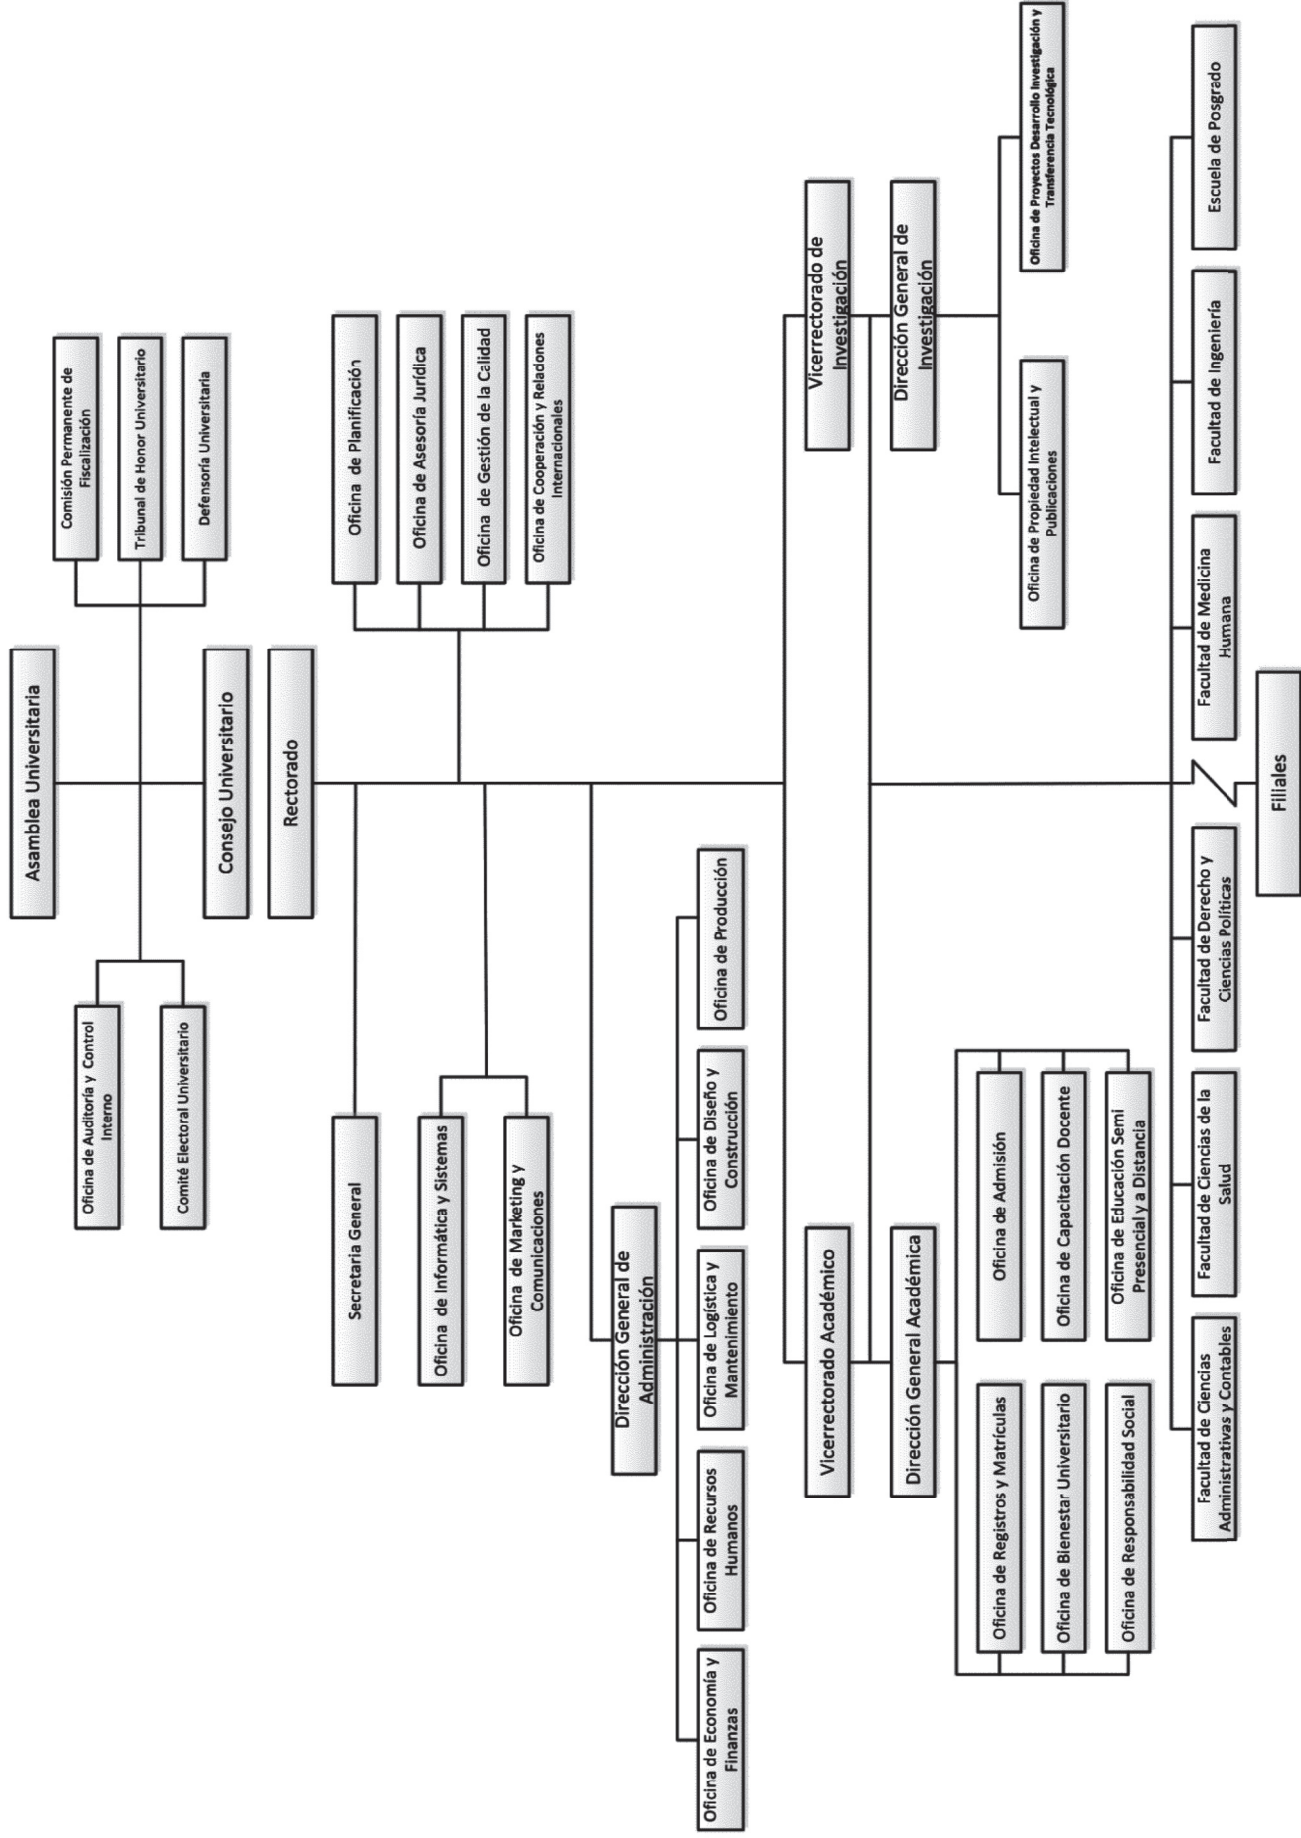 Asamblea Universitaria
Oficina de Auditoría y Control
Interno
Comité Electoral Universitario
Comisión Permanente de
Fiscalización
Tribunal de Honor Universitario
Defensoría Universitaria
Consejo Universitario
Rectorado
Secretaria General
Oficina de Informática y Sistemas
Oficina de Marketing y
Comunicaciones
Oficina de Planificación
Oficina de Asesoría Jurídica
Oficina de Gestión de la Calidad
Oficina de Cooperación y Reladones
Internacionales
Dirección General de
Administración
Oficina de Economía y
Finanzas
Oficina de Recursos
Humanos
Oficina de Logística y
Mantenimiento
Oficina de Diseño y
Construcción
Oficina de Producción
Vicerrectorado Académico
Vicerrectorado de
Investigación
Dirección General Académica
Dirección General de
Investigación
Oficina de Registros y Matrículas
Oficina de Bienestar Universitario
Oficina de Responsabilidad Social
Oficina de Admisión
Oficina de Capacitación Docente
Oficina de Educación Semi
Presencial y a Distancia
Oficina de Propiedad Intelectual y
Publicaciones
Oficina de Proyectos Desarrollo Investigación y
Transferencia Tecnológica
Facultad de Ciencias
Administrativas y Contables
Facultad de Ciencias de la
Salud
Facultad de Derecho y
Ciencias Políticas
Facultad de Medicina
Humana
Facultad de Ingeniería
Escuela de Posgrado
Filiales